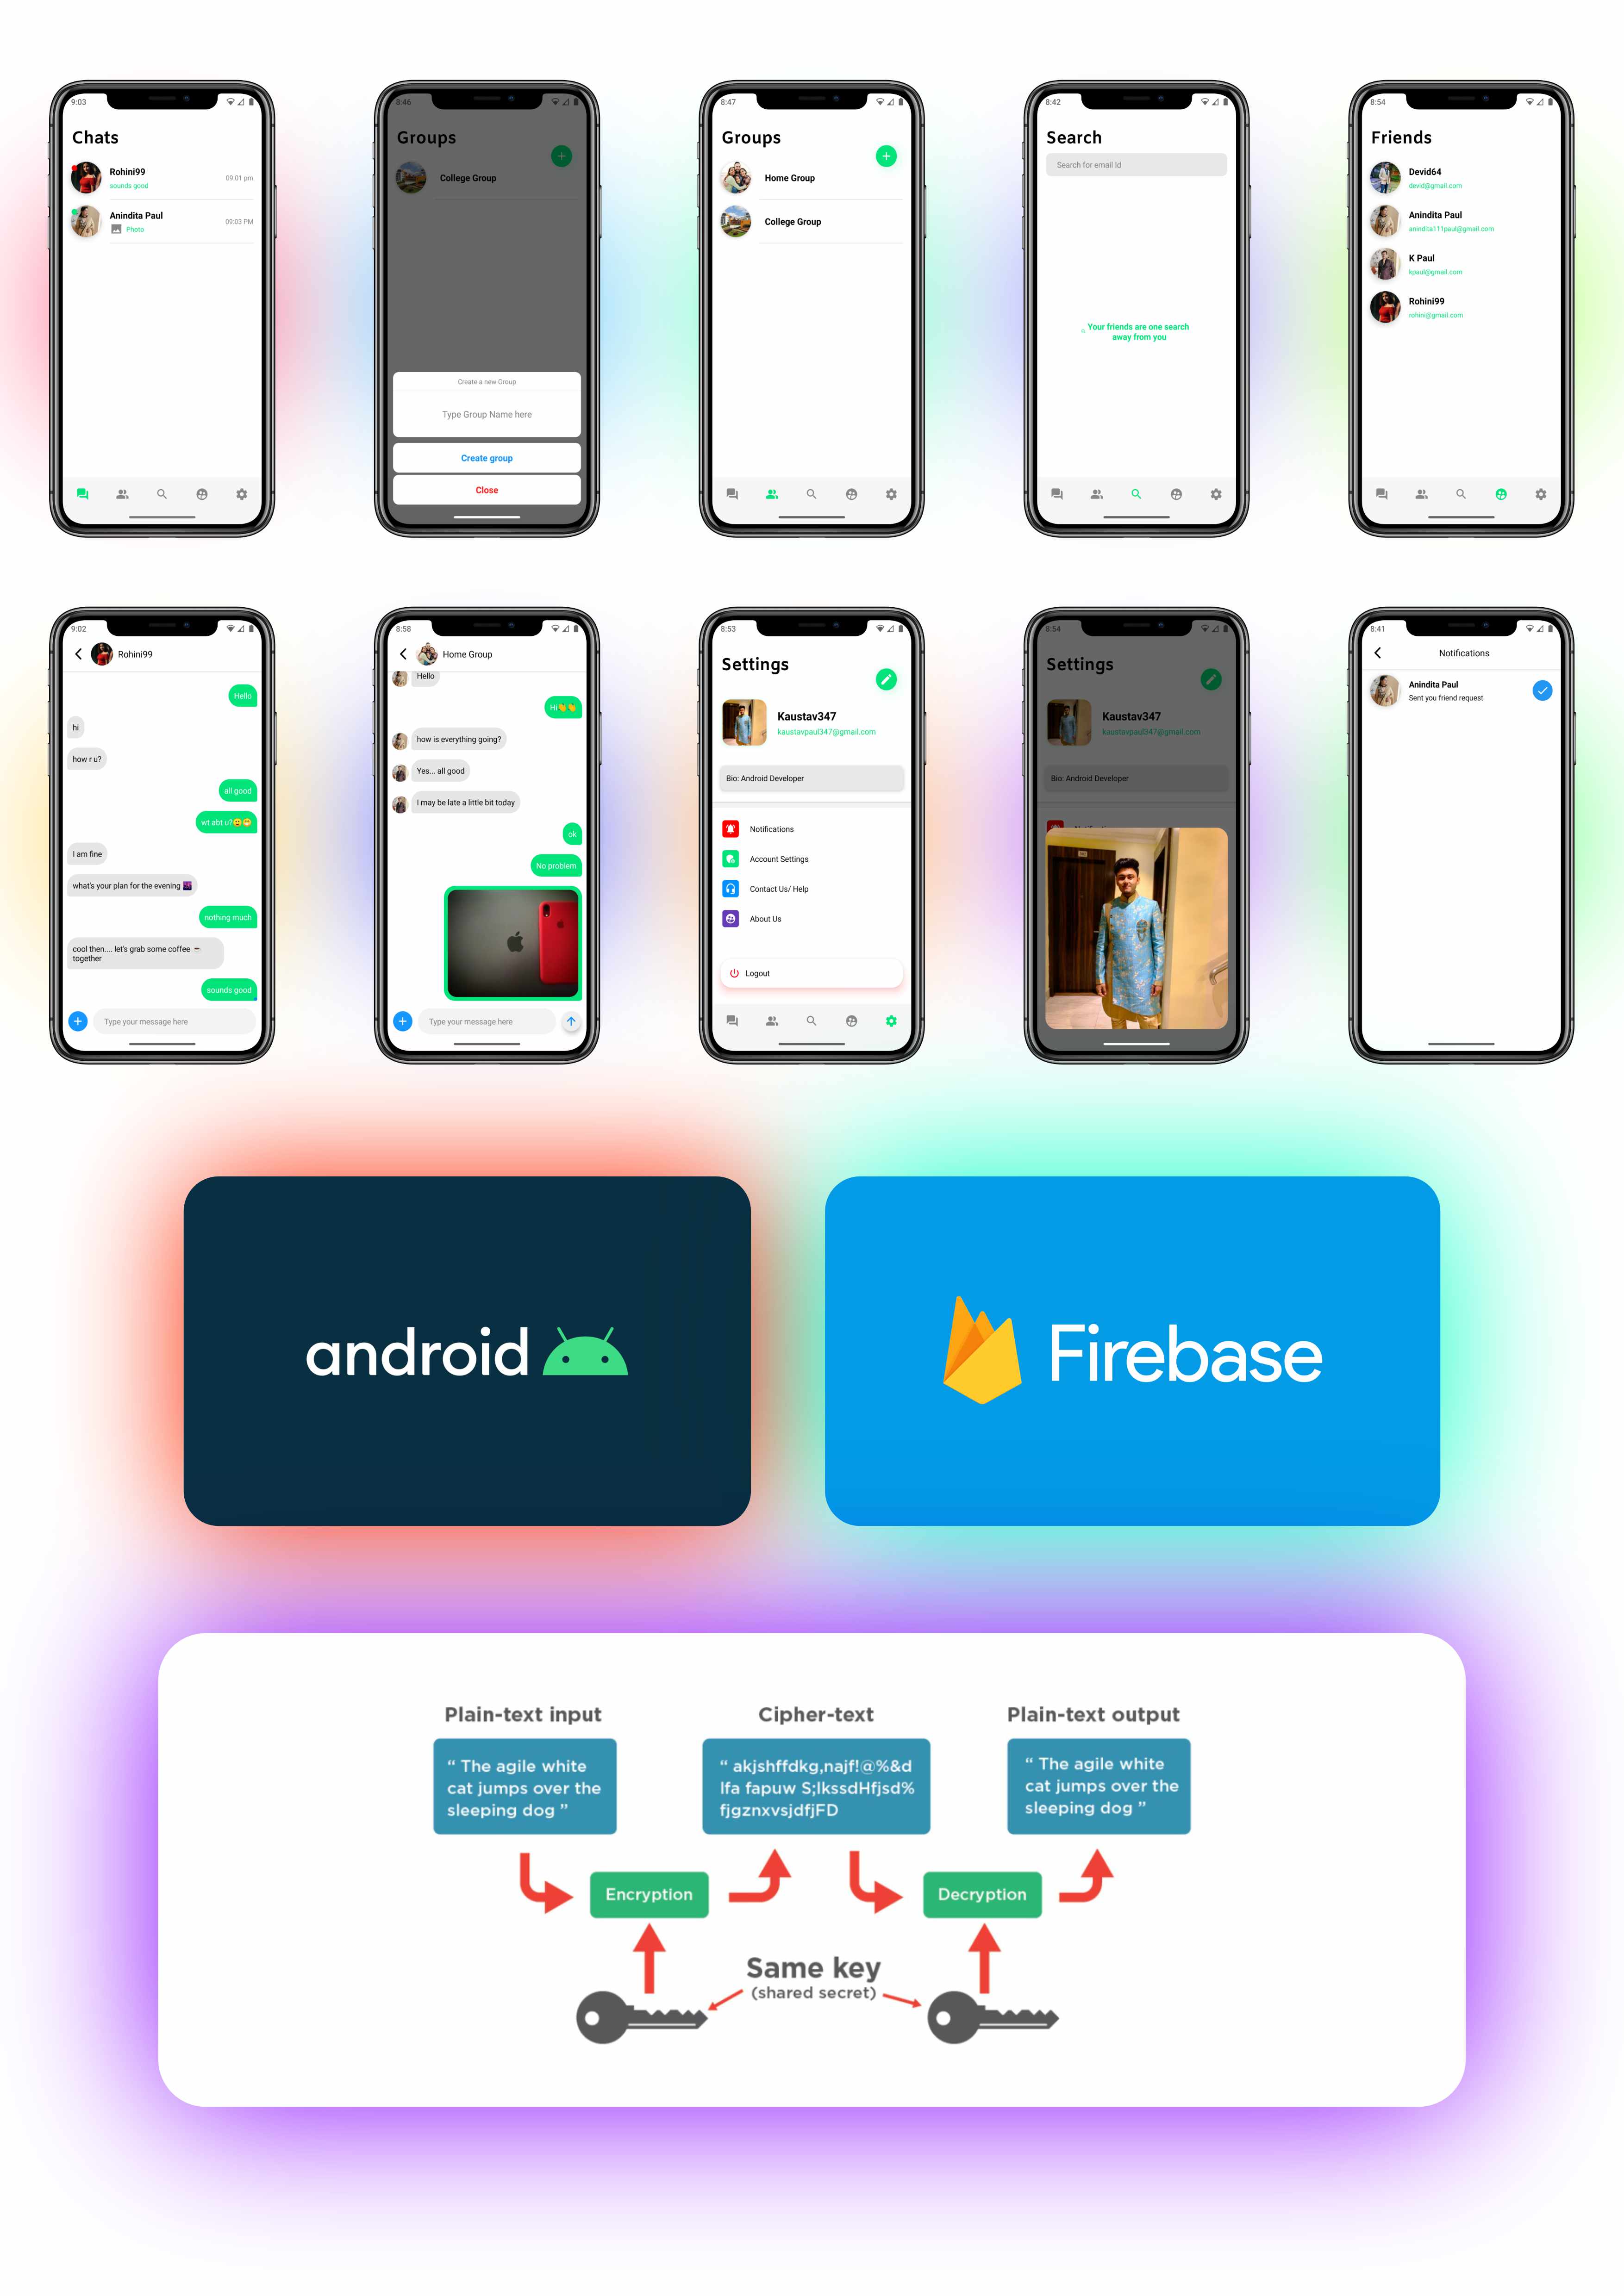 9:03
Chats
Rohini99
sounds good
09:01 pm
Anindita Paul
Photo
09:03 PM
8:46
Groups
College Group
Create a new Group
Type Group Name here
Create group
Close
8:47
Groups
Home Group
College Group
8:42
Search
Search for email Id
Your friends are one search
away from you
8:54
Friends
Devid64
devid@gmail.com
Anindita Paul
anindita111paul@gmail.com
K Paul
kpaul@gmail.com
Rohini99
rohini@gmail.com
9:02
Rohini99
Hello
hi
how r u?
all good
wt abt u?😐😁
I am fine
what's your plan for the evening 🌆
nothing much
cool then.... let's grab some coffee ☕
together
sounds good
Type your message here
8:58
Home Group
Hello
Hi👋👋
how is everything going?
Yes... all good
I may be late a little bit today
ok
No problem
Type your message here
8:53
Settings
Kaustav347
kaustavpaul347@gmail.com
Bio: Android Developer
Notifications
Account Settings
Contact Us/ Help
About Us
Logout
8:54
Settings
Kaustav347
kaustavpaul347@gmail.com
Bio: Android Developer
8:41
Notifications
Anindita Paul
Sent you friend request
android
Firebase
Plain-text input
“ The agile white
cat jumps over the
sleeping dog ”
Cipher-text
“ akjshffdkg,najf!@%&d
lfa fapuw S;lkssdHfjsd%
fjgznxvsjdfjFD
Plain-text output
“ The agile white
cat jumps over the
sleeping dog ”
Encryption
Decryption
Same key
(shared secret)